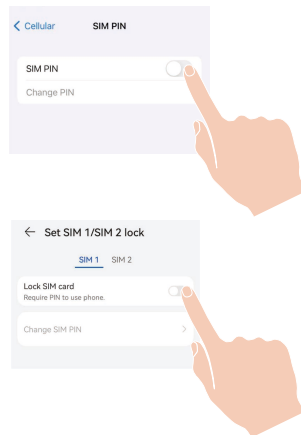 Cellular SIM PIN
SIM PIN
Change PIN
Set SIM 1/SIM 2 lock
SIM 1 SIM 2
Lock SIM card
Require PIN to use phone.
Change SIM PIN